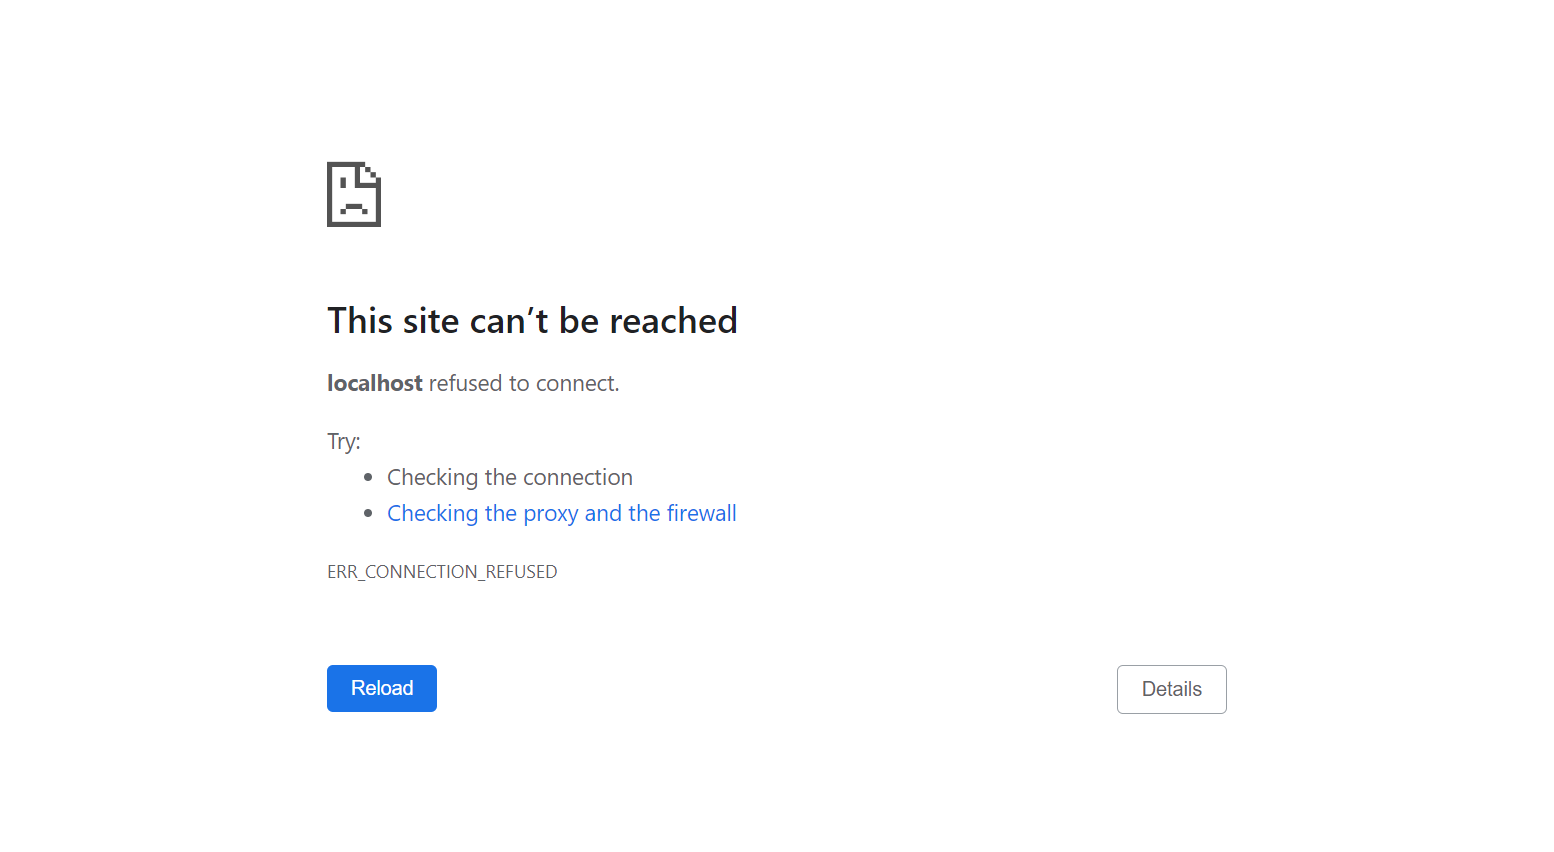 This site can’t be reached
localhost refused to connect.
Try:
Checking the connection
Checking the proxy and the firewall
ERR_CONNECTION_REFUSED
Reload
Details